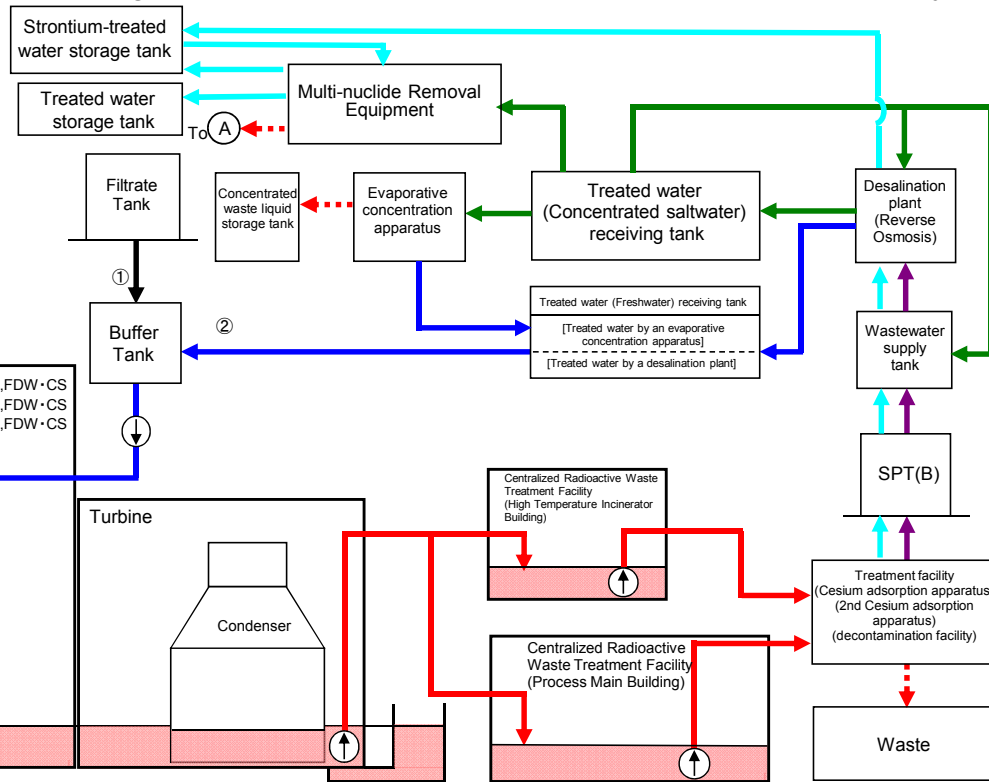 Strontium-treated
water storage tank
Treated water
storage tank
Multi-nuclide Removal
Equipment
To
A
Filtrate
Tank
Concentrated
waste liquid
storage tank
Evaporative
concentration
apparatus
Treated water
(Concentrated saltwater)
receiving tank
Desalination
plant
(Reverse
Osmosis)
①
Buffer
Tank
②
Treated water (Freshwater) receiving tank
[Treated water by an evaporative
concentration apparatus]
[Treated water by a desalination plant]
Wastewater
supply
tank
,FDW・CS
,FDW・CS
,FDW・CS
SPT(B)
Turbine
Condenser
Centralized Radioactive Waste
Treatment Facility
(High Temperature Incinerator
Building)
Centralized Radioactive
Waste Treatment Facility
(Process Main Building)
Treatment facility
(Cesium adsorption apparatus
(2nd Cesium adsorption
apparatus)
(decontamination facility)
Waste